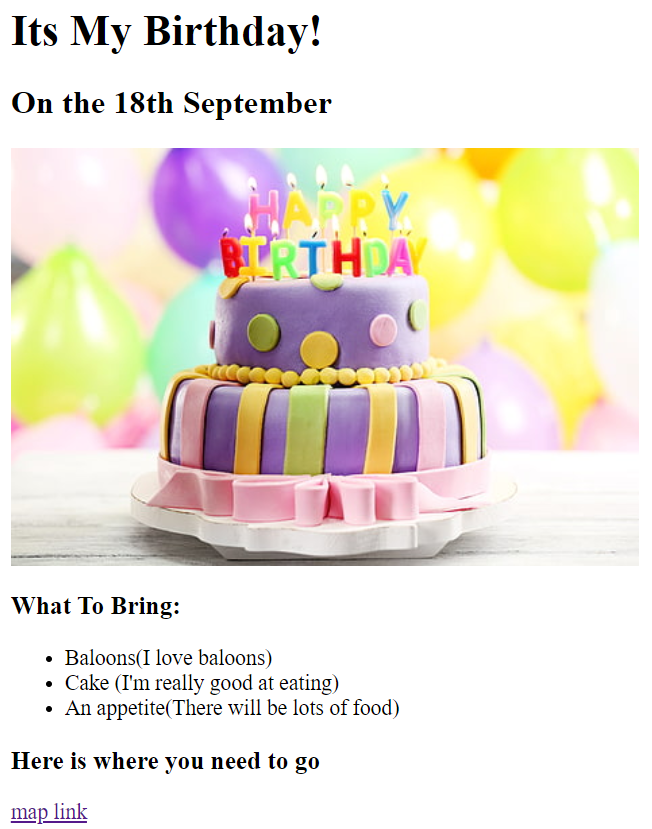 Its My Birthday!
On the 18th September
HAPPY
BIRTHDAY
What To Bring:
Baloons(I love baloons)
Cake (I'm really good at eating)
An appetite(There will be lots of food)
Here is where you need to go
map link